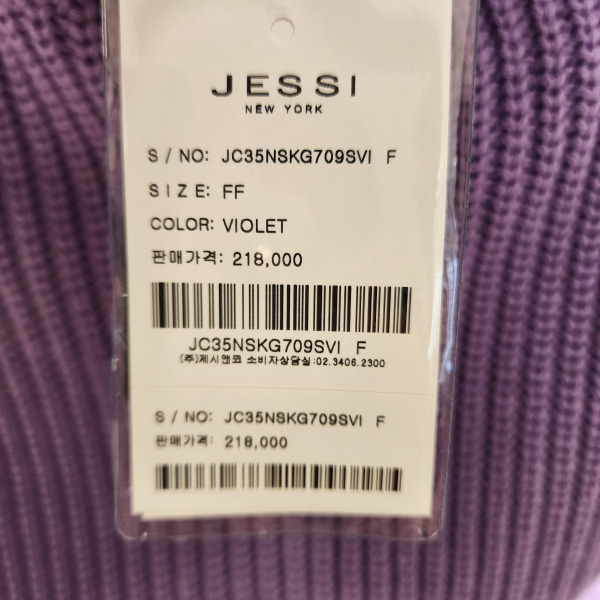 JESSI
NEW YORK
S / NO: JC35NSKG709SVI F
SIZE: FF
COLOR: VIOLET
판매가격: 218,000
JC35NSKG709SVI F
(주)제시앤코 소비자상담실:02.3406.2300
S / NO: JC35NSKG709SVI F
판매가격: 218,000